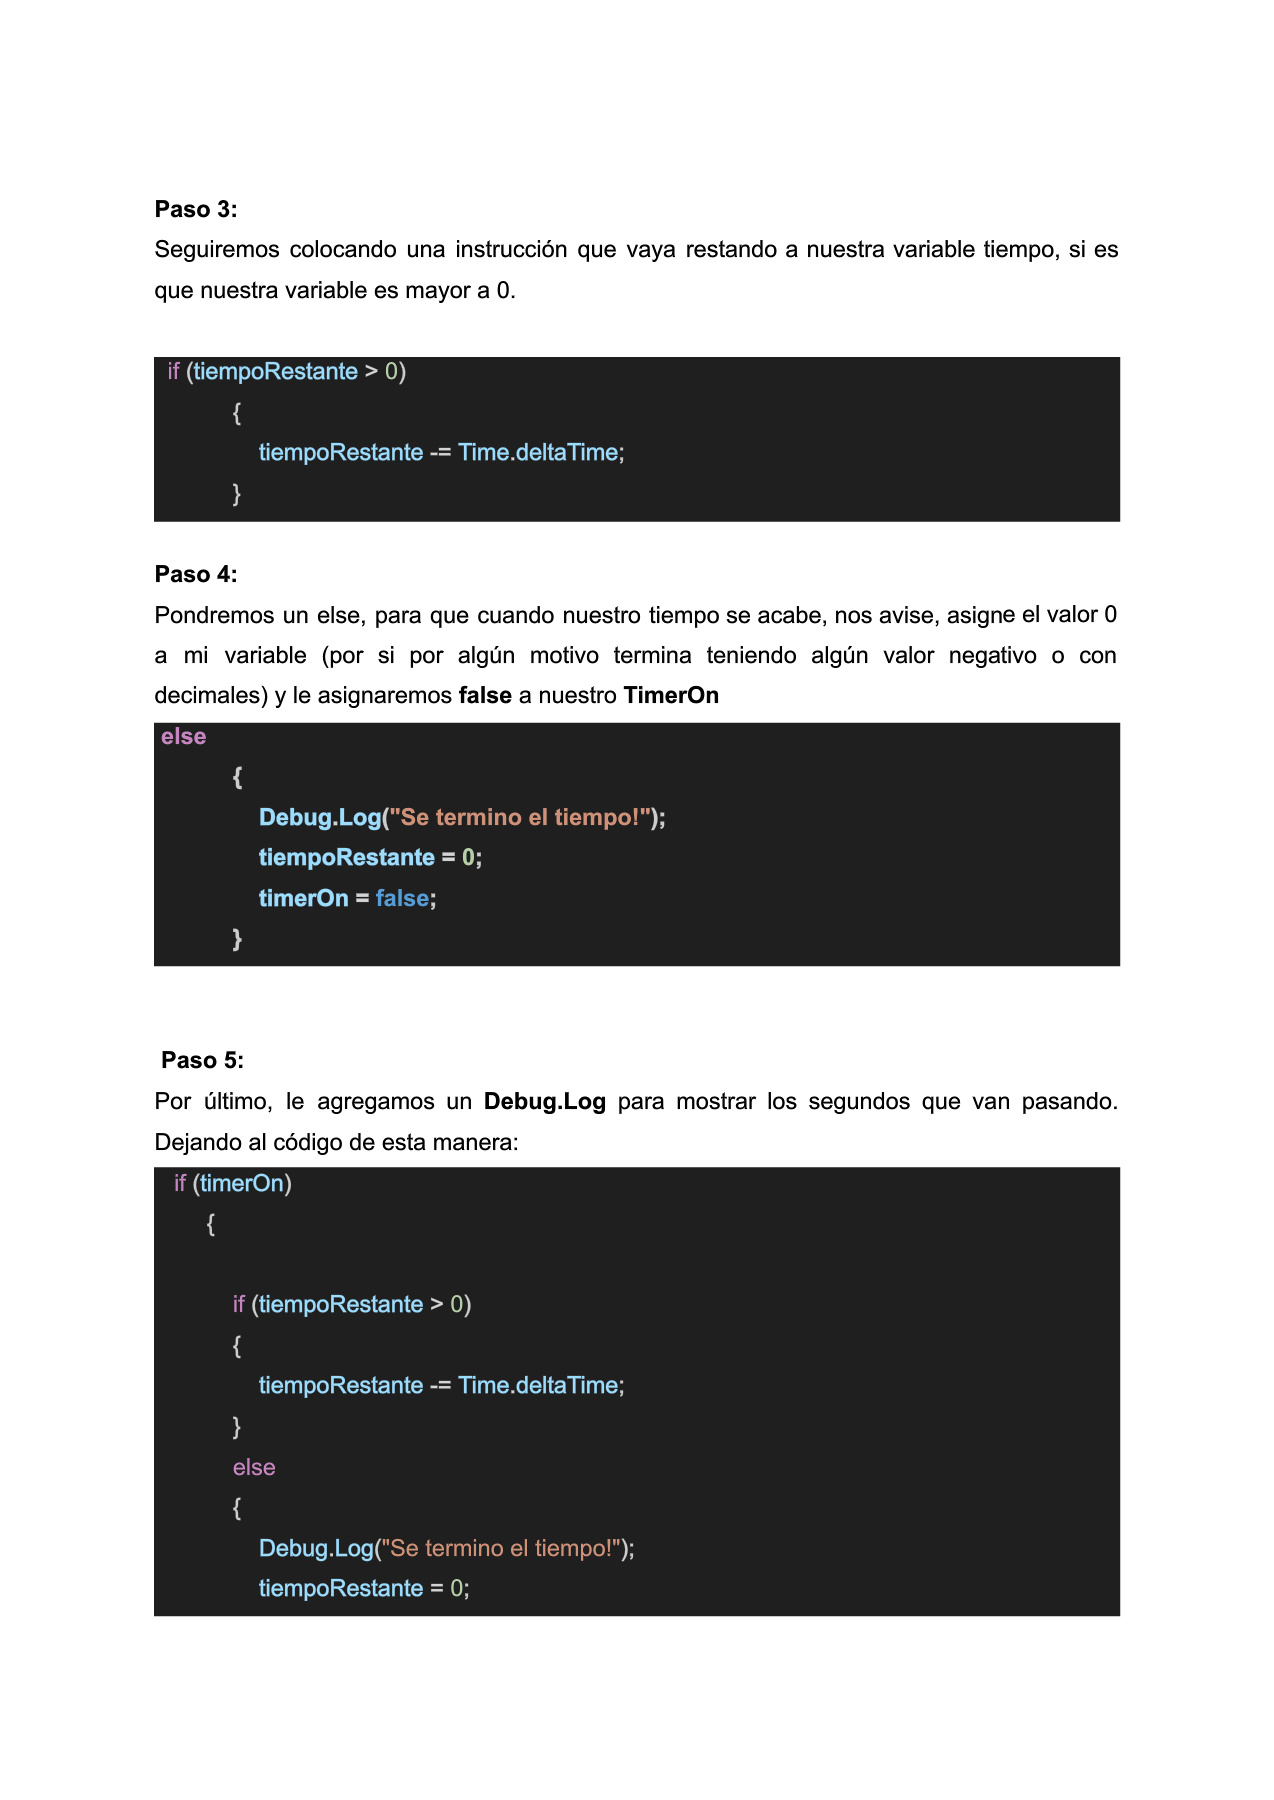 Paso 3:
Seguiremos colocando una instrucción que vaya restando a nuestra variable tiempo, si es
que nuestra variable es mayor a 0.
if (tiempoRestante > 0)
{
tiempoRestante -= Time.deltaTime;
}
Paso 4:
Pondremos un else, para que cuando nuestro tiempo se acabe, nos avise, asigne el valor 0
a mi variable (por si por algún motivo termina teniendo algún valor negativo o con
decimales) y le asignaremos false a nuestro TimerOn
else
{
Debug.Log("Se termino el tiempo!");
tiempoRestante = 0;
timerOn = false;
}
Paso 5:
Por último, le agregamos un Debug.Log para mostrar los segundos que van pasando.
Dejando al código de esta manera:
if (timerOn)
{
if (tiempoRestante > 0)
{
tiempoRestante -= Time.deltaTime;
}
else
{
Debug.Log("Se termino el tiempo!");
tiempoRestante = 0;